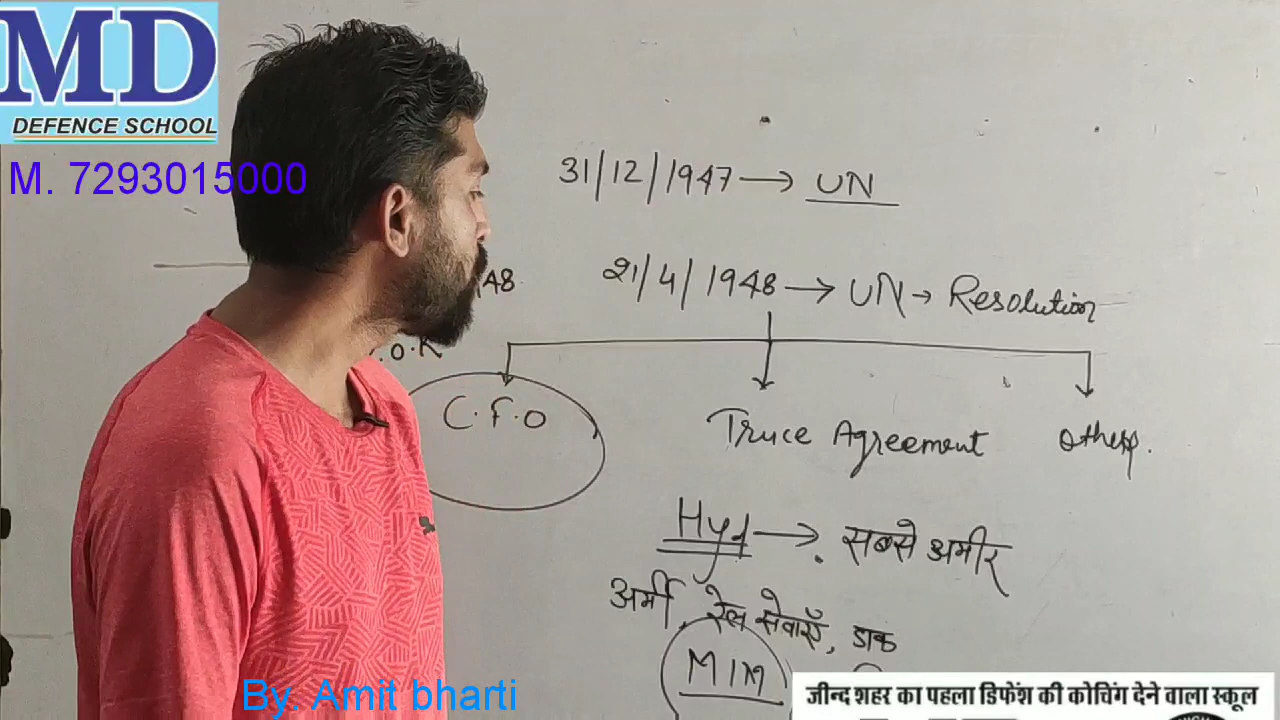 MD
DEFENCE SCHOOL
M. 7293015000
31/12/1947 → UN
21/4/1948 → UN → Resolution
48
.O.K
C.F.O
Truce Agreement
Others.
Hyd → सबसे अमीर
अर्मी, रेल सेवाएँ, डाक
MIM
By. Amit bharti
जीन्द शहर का पहला डिफेंश की कोचिंग देने वाला स्कूल